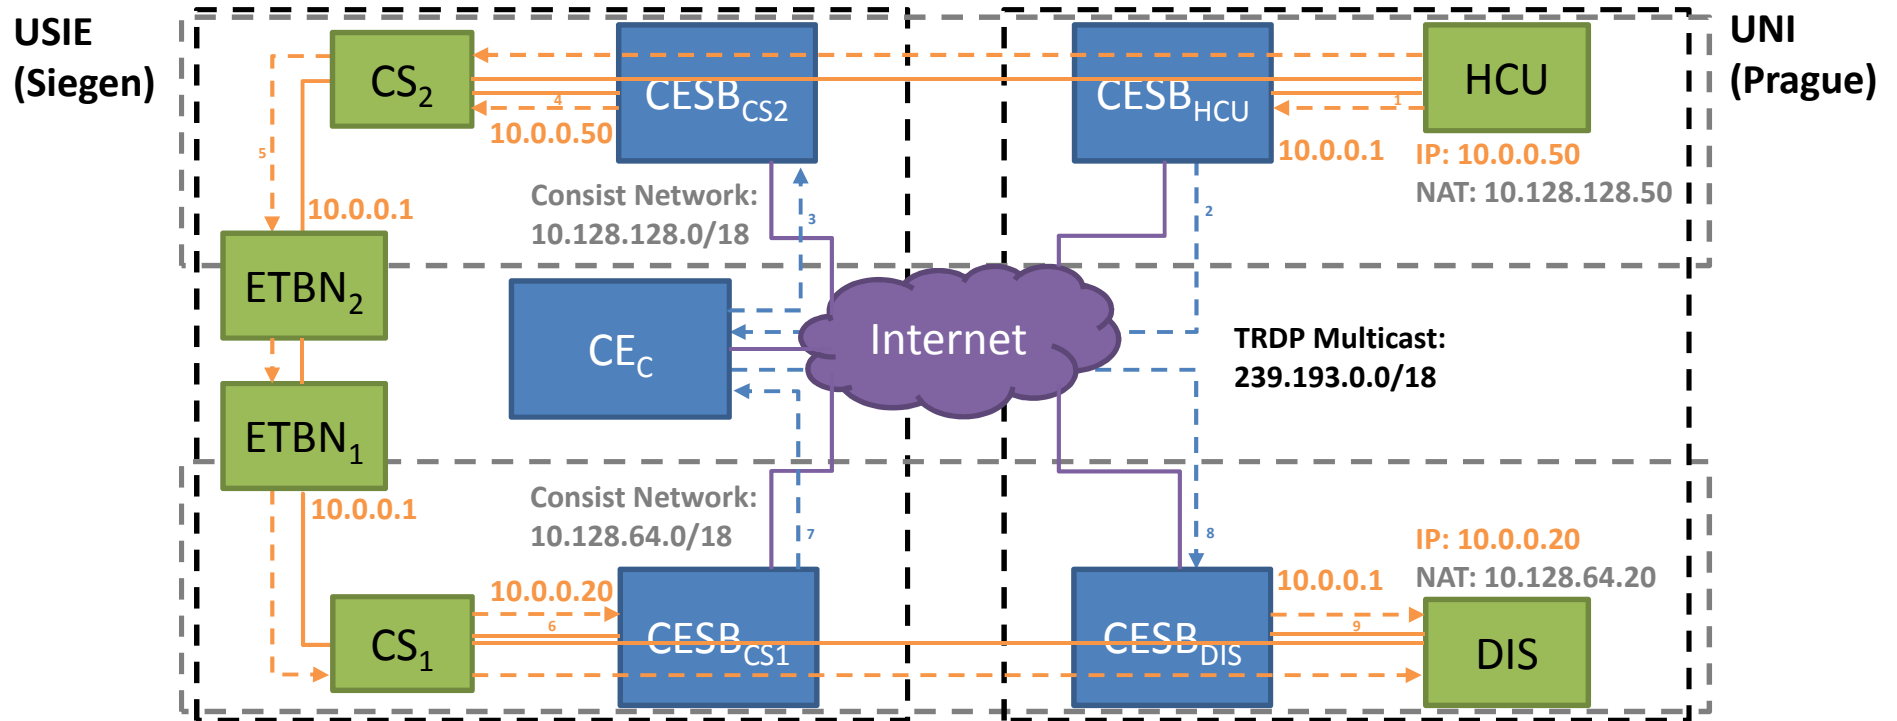 USIE
(Siegen)
UNI
(Prague)
CS2
CESBCS2
CESBHCU
HCU
4
1
10.0.0.50
10.0.0.1
IP: 10.0.0.50
NAT: 10.128.128.50
5
Consist Network:
10.128.128.0/18
10.0.0.1
3
2
ETBN2
CEC
Internet
TRDP Multicast:
239.193.0.0/18
ETBN1
10.0.0.1
Consist Network:
10.128.64.0/18
7
8
IP: 10.0.0.20
NAT: 10.128.64.20
10.0.0.20
10.0.0.1
6
9
CS1
CESBCS1
CESBDIS
DIS